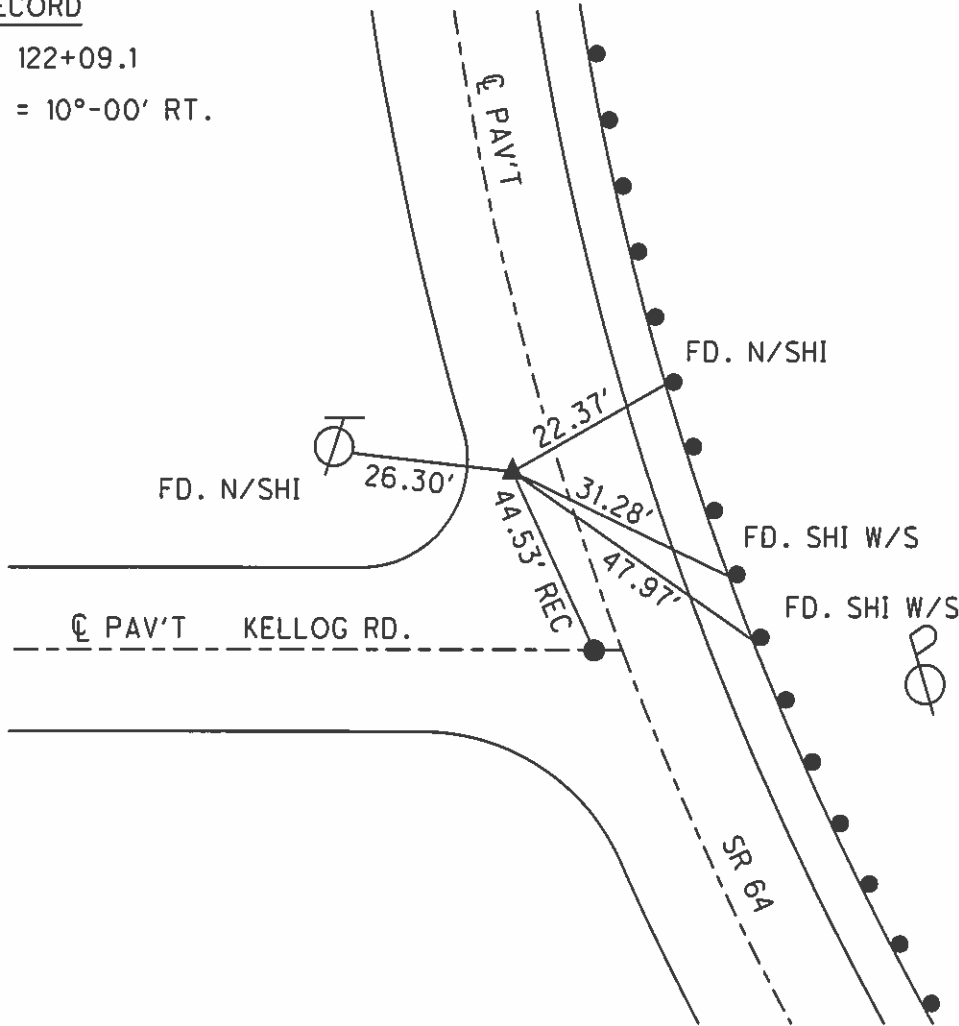 ECORD
122+09.1
= 10°-00' RT.
℄ PAV'T
FD. N/SHI
22.37'
26.30'
FD. N/SHI
31.28'
44.53' REC
47.97'
FD. SHI W/S
FD. SHI W/S
℄ PAV'T KELLOG RD.
SR 64